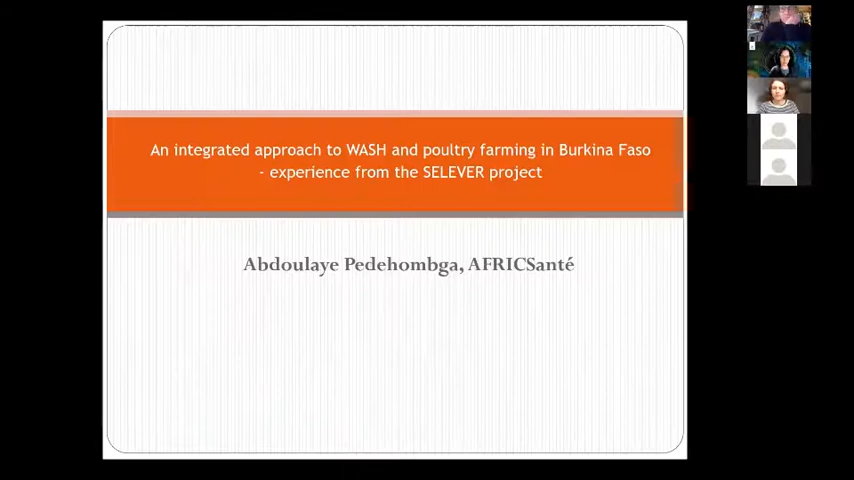 An integrated approach to WASH and poultry farming in Burkina Faso
- experience from the SELEVER project
Abdoulaye Pedehombga, AFRICSanté